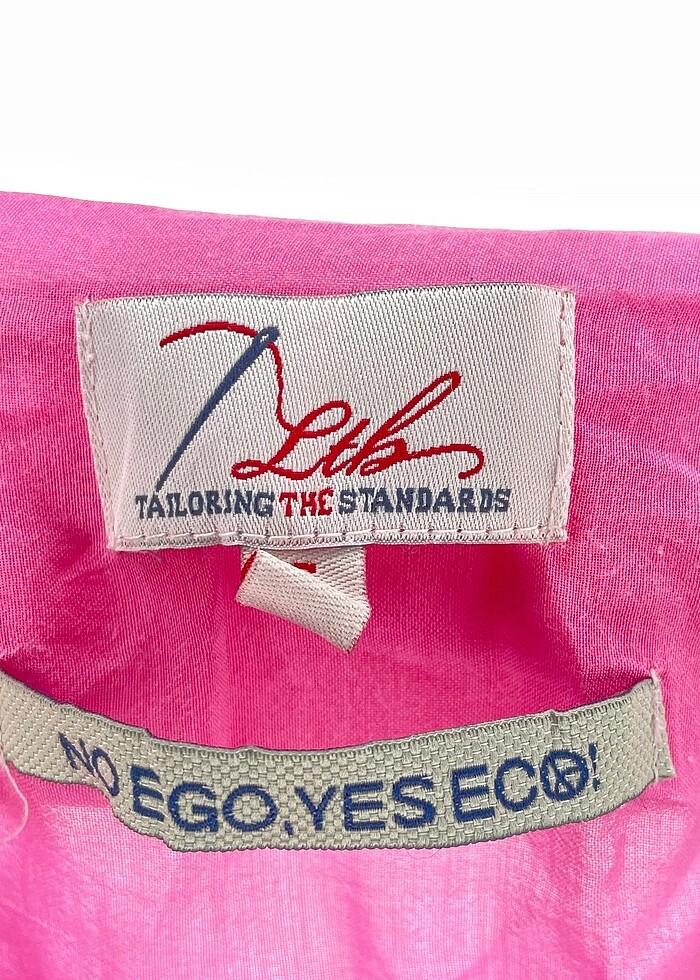 Ltb
TAILORING THE STANDARDS
NO EGO, YES ECO!